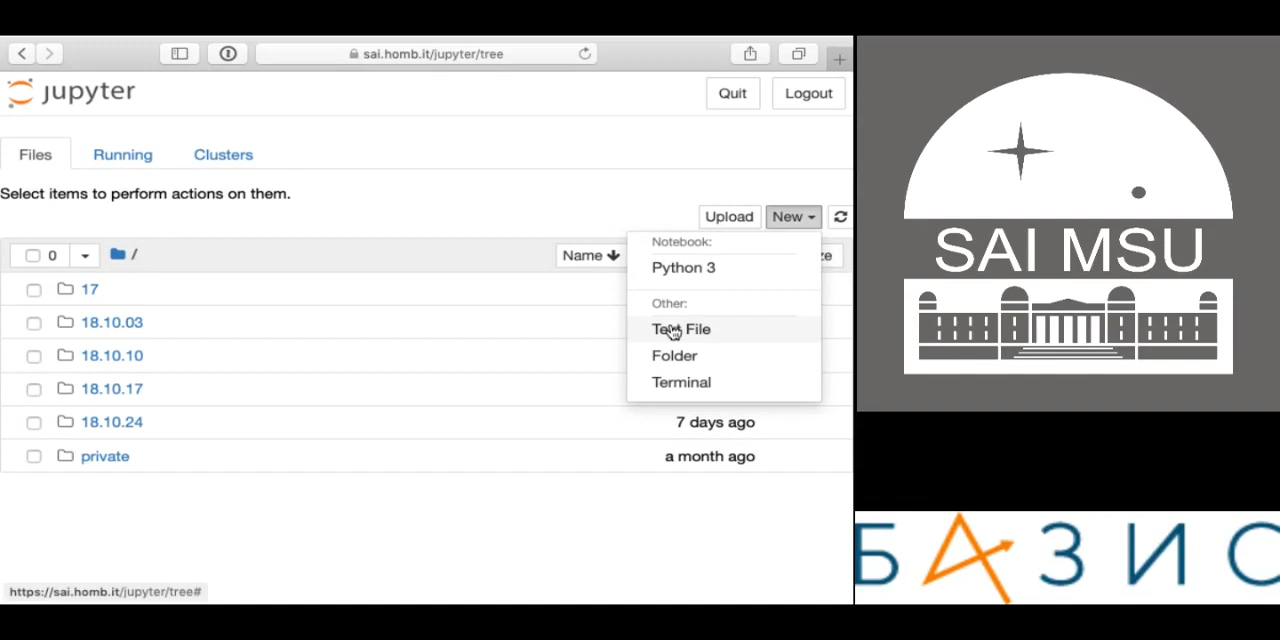 sai.homb.it/jupyter/tree
jupyter
Quit
Logout
Files
Running
Clusters
Select items to perform actions on them.
Upload
New
0
/
Name
ze
Notebook:
Python 3
Other:
Text File
Folder
Terminal
17
18.10.03
18.10.10
18.10.17
18.10.24
7 days ago
private
a month ago
https://sai.homb.it/jupyter/tree#
SAI MSU
БАЗИС